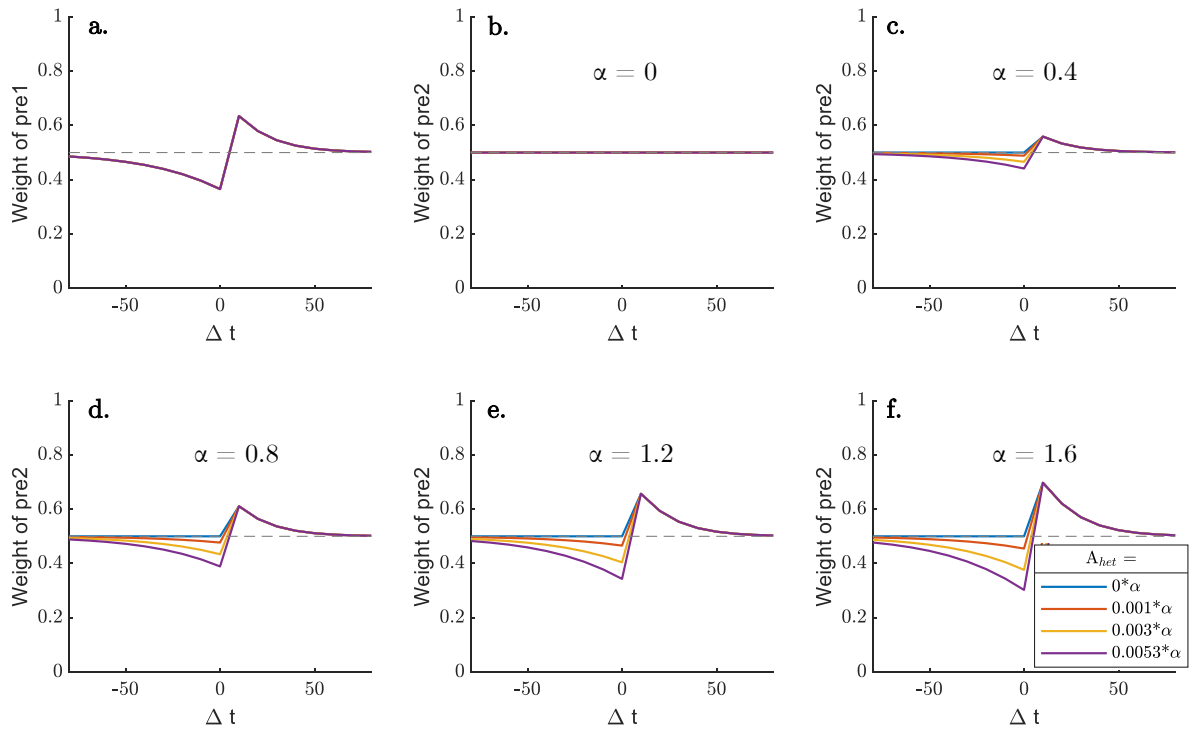 a.
1
0.8
0.6
0.4
0.2
0
Weight of pre1
-50 0 50
Δ t
b.
α = 0
1
0.8
0.6
0.4
0.2
0
Weight of pre2
-50 0 50
Δ t
c.
α = 0.4
1
0.8
0.6
0.4
0.2
0
Weight of pre2
-50 0 50
Δ t
d.
α = 0.8
1
0.8
0.6
0.4
0.2
0
Weight of pre2
-50 0 50
Δ t
e.
α = 1.2
1
0.8
0.6
0.4
0.2
0
Weight of pre2
-50 0 50
Δ t
f.
α = 1.6
1
0.8
0.6
0.4
0.2
0
Weight of pre2
-50 0 50
Δ t
A_het =
0*α
0.001*α
0.003*α
0.0053*α